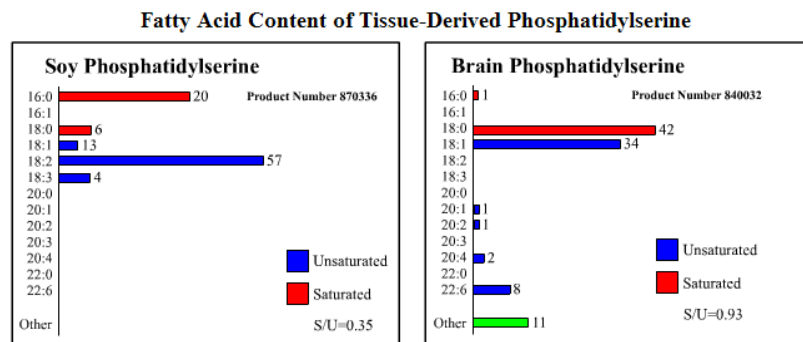 Fatty Acid Content of Tissue-Derived Phosphatidylserine
Soy Phosphatidylserine
Product Number 870336
16:0 20
16:1
18:0 6
18:1 13
18:2 57
18:3 4
20:0
20:1
20:2
20:3
20:4
22:0
22:6
Other
Unsaturated
Saturated
S/U=0.35
Brain Phosphatidylserine
Product Number 840032
16:0 1
16:1
18:0 42
18:1 34
18:2
18:3
20:0
20:1 1
20:2 1
20:3
20:4 2
22:0
22:6 8
Other 11
Unsaturated
Saturated
S/U=0.93